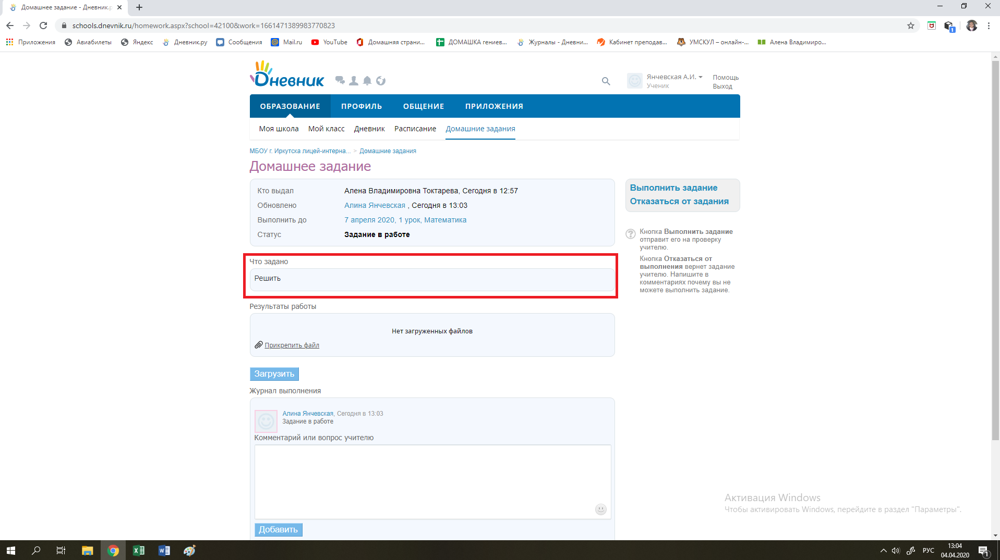 Домашнее задание - Дневник.р
schools.dnevnik.ru/homework.aspx?school=42100&work=1661471389983770823
1
Приложения Авиабилеты Яндекс Дневник.ру Сообщения Mail.ru YouTube Домашняя страни... ДОМАШКА гениев... Журналы - Дневни... Кабинет преподав... УМСКУЛ – онлайн-... Алена Владимиро...
Dневник
Янчевская А.И.
Ученик
Помощь
Выход
ОБРАЗОВАНИЕ ПРОФИЛЬ ОБЩЕНИЕ ПРИЛОЖЕНИЯ
Моя школа Мой класс Дневник Расписание Домашние задания
МБОУ г. Иркутска лицей-интерна... > Домашние задания
Домашнее задание
Кто выдал Алена Владимировна Токтарева, Сегодня в 12:57
Обновлено Алина Янчевская , Сегодня в 13:03
Выполнить до 7 апреля 2020, 1 урок, Математика
Статус Задание в работе
Выполнить задание
Отказаться от задания
? Кнопка Выполнить задание
отправит его на проверку
учителю.
Кнопка Отказаться от
выполнения вернет задание
учителю. Напишите в
комментариях почему вы не
можете выполнить задание.
Что задано
Решить
Результаты работы
Нет загруженных файлов
Прикрепить файл
Загрузить
Журнал выполнения
Алина Янчевская, Сегодня в 13:03
Задание в работе
Комментарий или вопрос учителю
Добавить
Активация Windows
Чтобы активировать Windows, перейдите в раздел "Параметры".
РУС
13:04
04.04.2020
1